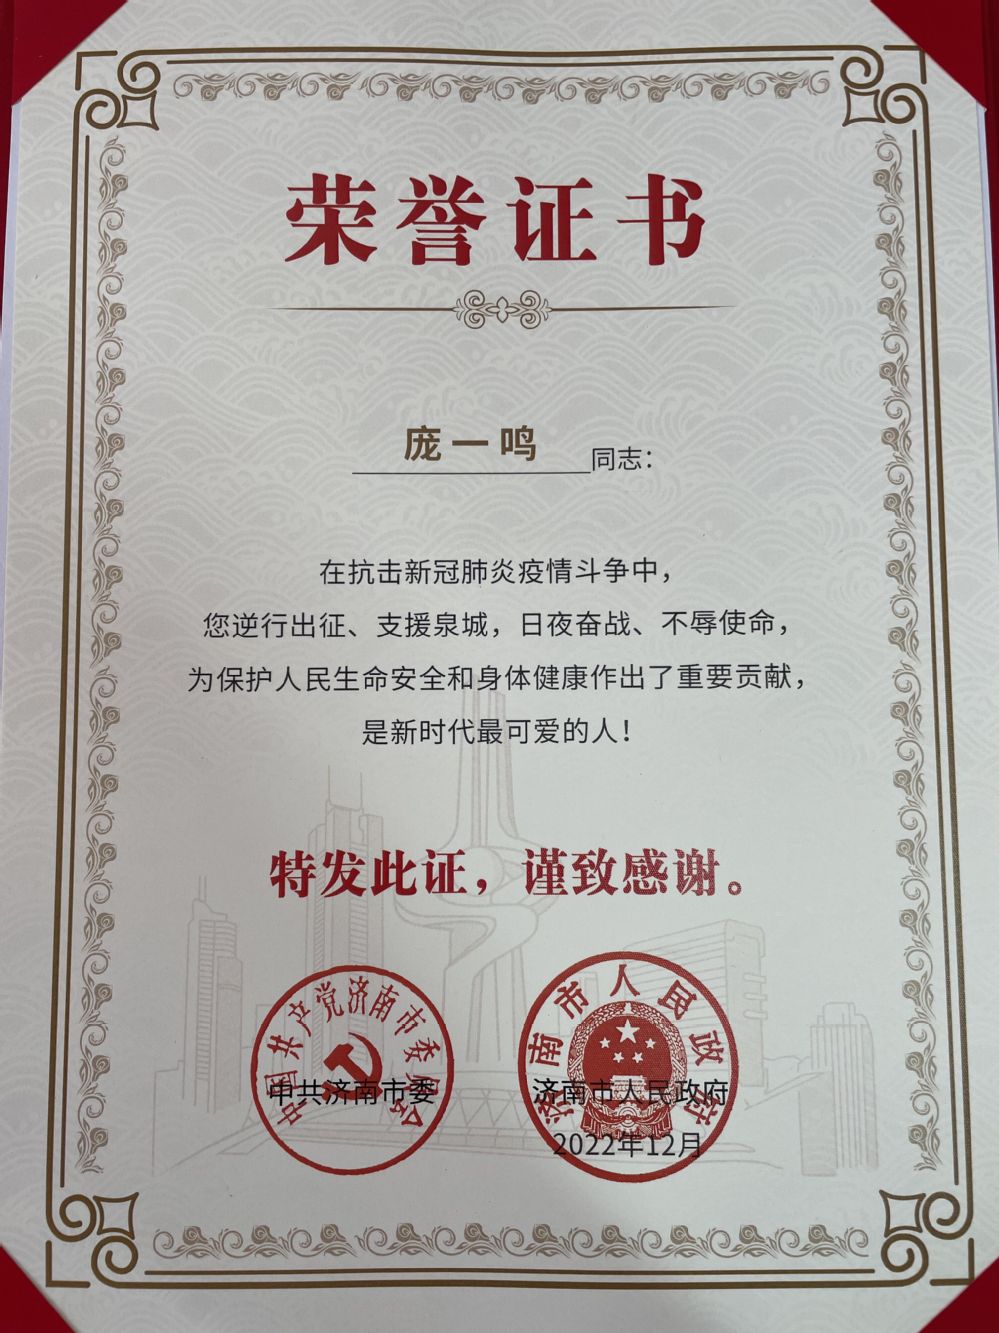 荣誉证书
庞一鸣同志：
在抗击新冠肺炎疫情斗争中，
您逆行出征、支援泉城，日夜奋战、不辱使命，
为保护人民生命安全和身体健康作出了重要贡献，
是新时代最可爱的人！
特发此证，谨致感谢。
中国共产党济南市委员会
济南市人民政府
中共济南市委
济南市人民政府
2022年12月